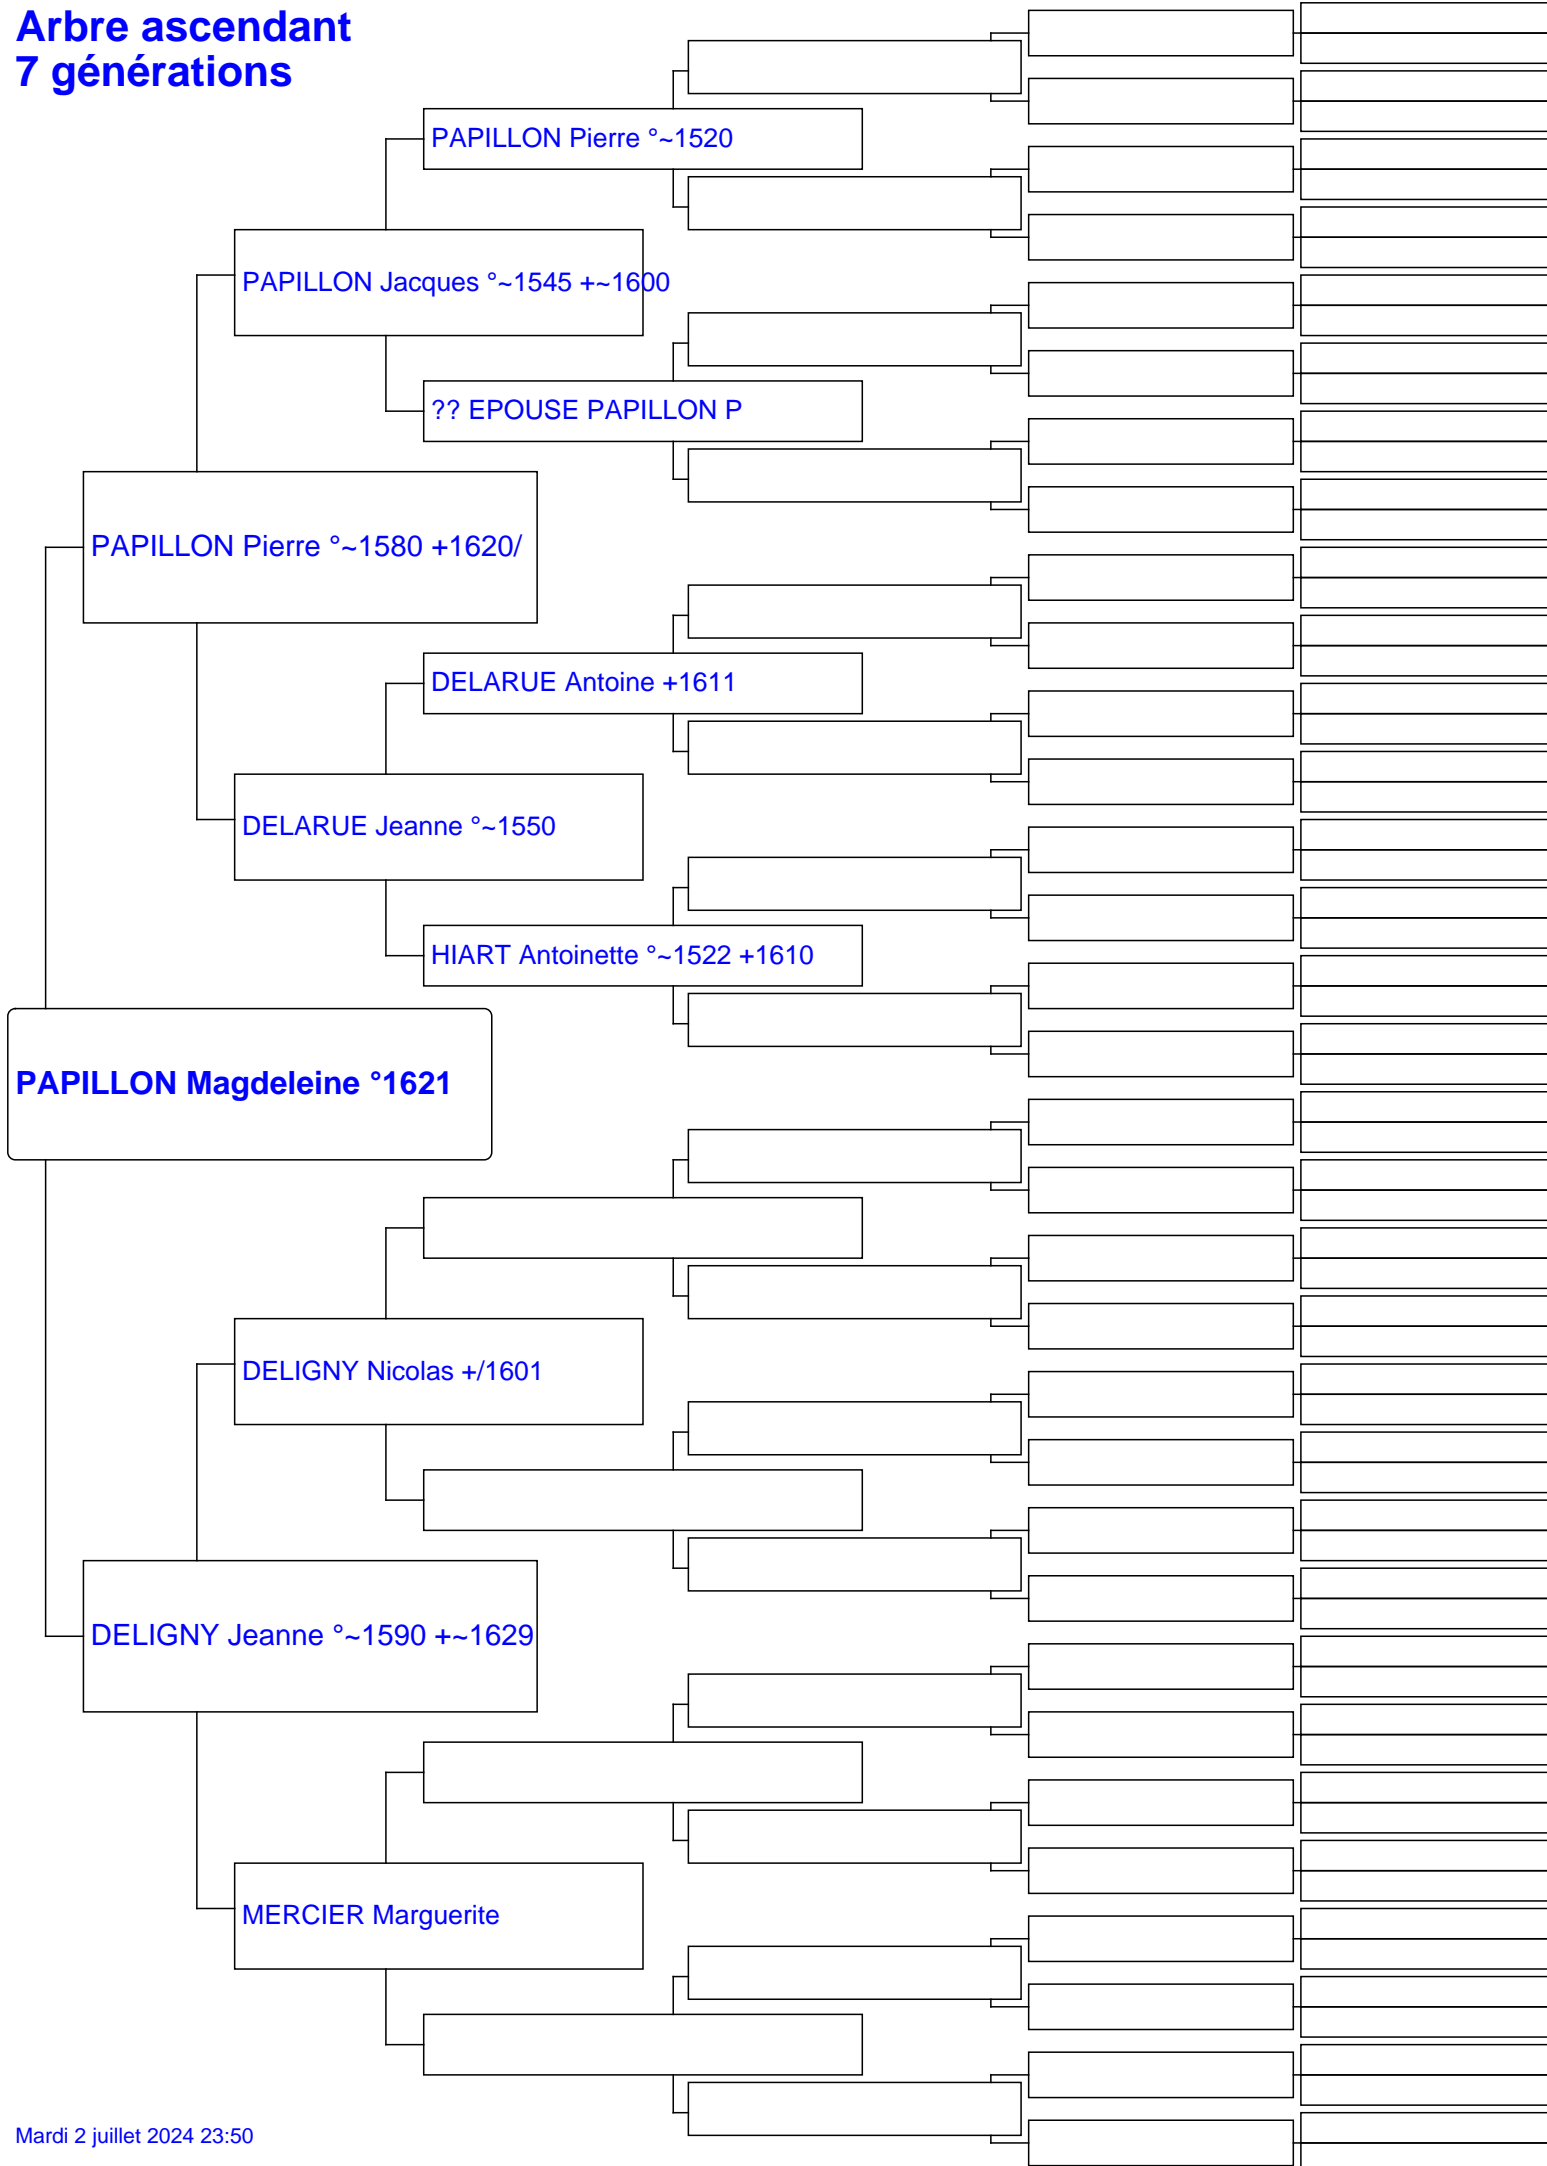 Arbre ascendant
7 générations
PAPILLON Pierre °~1520
PAPILLON Jacques °~1545 +~1600
?? EPOUSE PAPILLON P
PAPILLON Pierre °~1580 +1620/
DELARUE Antoine +1611
DELARUE Jeanne °~1550
HIART Antoinette °~1522 +1610
PAPILLON Magdeleine °1621
DELIGNY Nicolas +/1601
DELIGNY Jeanne °~1590 +~1629
MERCIER Marguerite
Mardi 2 juillet 2024 23:50